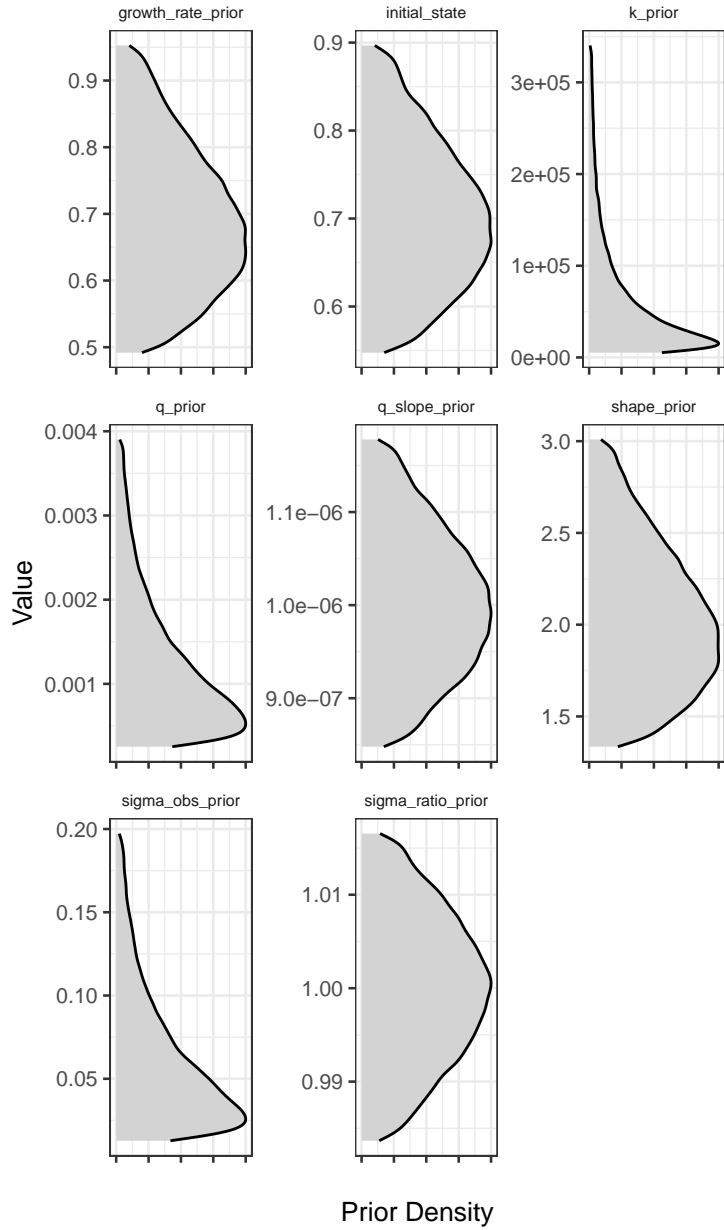 growth_rate_prior
0.9
0.8
0.7
0.6
0.5
initial_state
0.9
0.8
0.7
0.6
k_prior
3e+05
2e+05
1e+05
0e+00
q_prior
0.004
0.003
0.002
0.001
q_slope_prior
1.1e−06
1.0e−06
9.0e−07
shape_prior
3.0
2.5
2.0
1.5
sigma_obs_prior
0.20
0.15
0.10
0.05
sigma_ratio_prior
1.01
1.00
0.99
Value
Prior Density